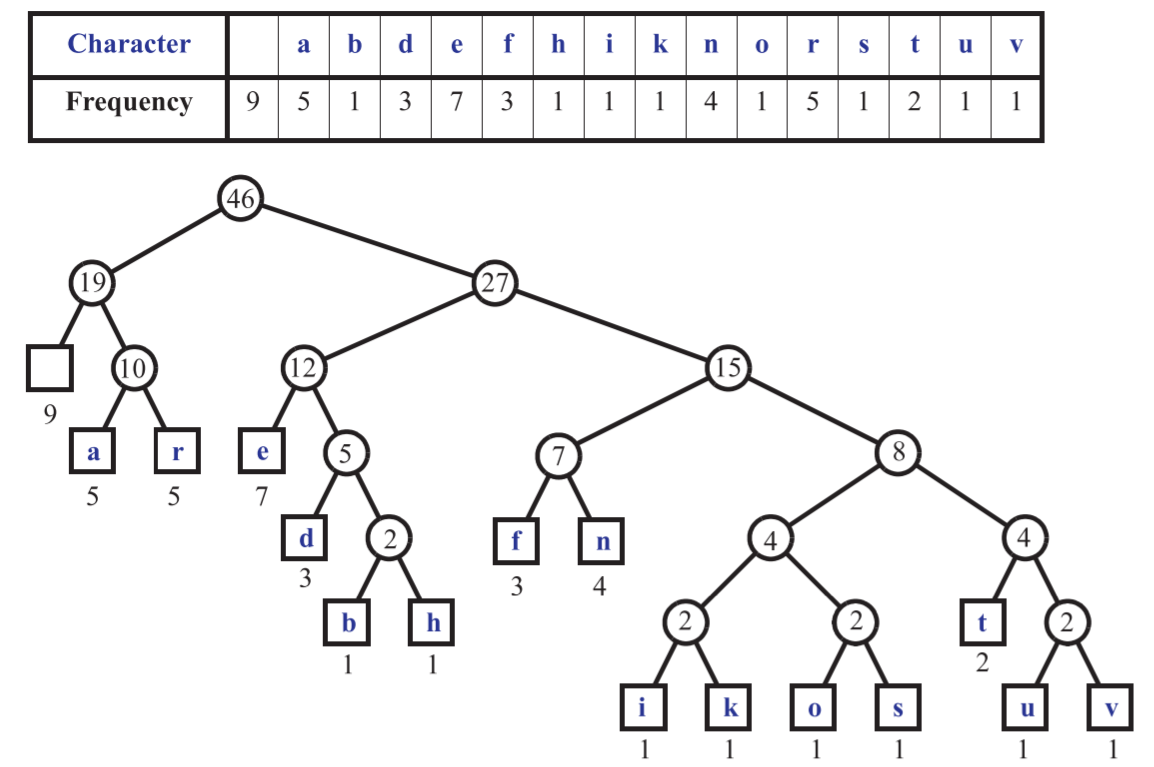 Character a b d e f h i k n o r s t u v
Frequency 9 5 1 3 7 3 1 1 1 4 1 5 1 2 1 1
46
19 27
10 12 15
9
a r e 5 7 8
5 5 7
d 2 f n 4 4
3 3 4
b h 2 2 t 2
1 1 2
i k o s u v
1 1 1 1 1 1